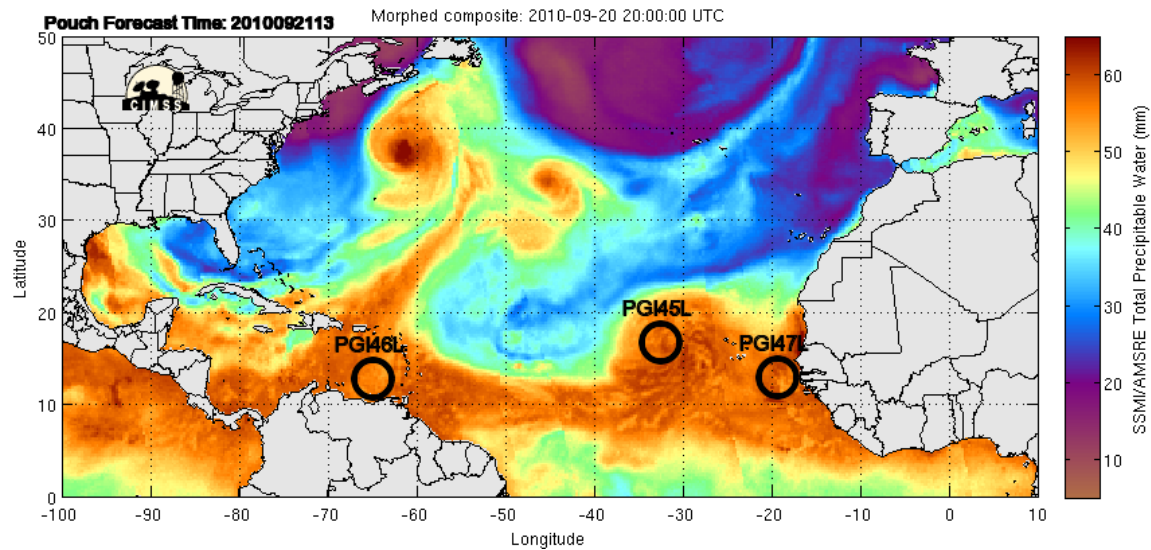 Pouch Forecast Time: 2010092113
Morphed composite: 2010-09-20 20:00:00 UTC
50
40
30
20
10
0
Latitude
CIMSS
PGI46L
PGI45L
PGI47L
-100
-90
-80
-70
-60
-50
-40
-30
-20
-10
0
10
Longitude
60
50
40
30
20
10
SSMI/AMSRE Total Precipitable Water (mm)